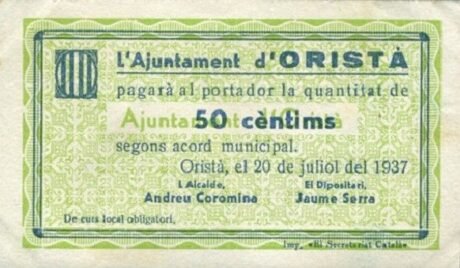 L'Ajuntament d'ORISTÀ
pagarà al portador la quantitat de
50 cèntims
segons acord municipal.
Oristà, el 20 de juliol del 1937
L'Alcalde, El Dipositari,
Andreu Coromina Jaume Serra
De curs local obligatori.
Imp. «El Secretariat Català»